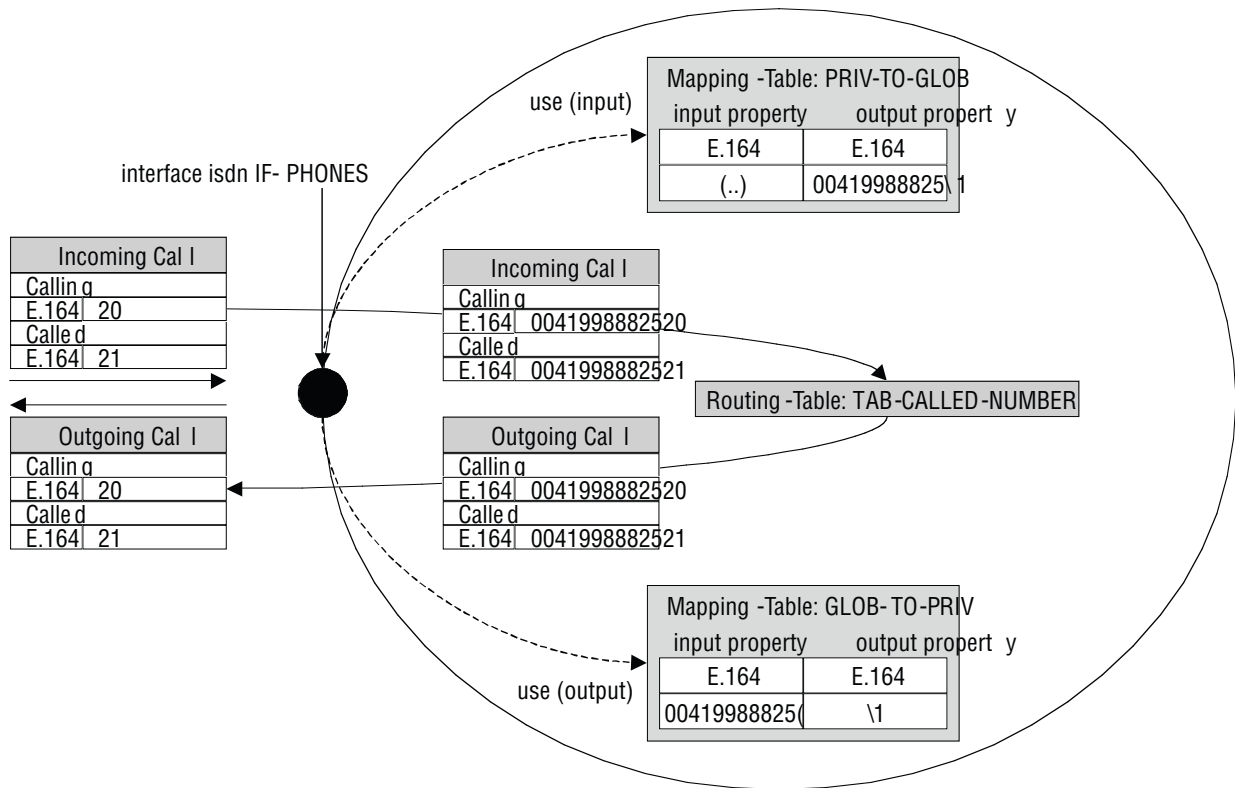 Mapping -Table: PRIV-TO-GLOB
use (input)
input property output propert y
E.164 E.164
(..) 00419988825\ 1
interface isdn IF- PHONES
Incoming Cal l
Callin g
E.164 20
Calle d
E.164 21
Incoming Cal l
Callin g
E.164 0041998882520
Calle d
E.164 0041998882521
Routing -Table: TAB-CALLED-NUMBER
Outgoing Cal l
Callin g
E.164 20
Calle d
E.164 21
Outgoing Cal l
Callin g
E.164 0041998882520
Calle d
E.164 0041998882521
Mapping -Table: GLOB- TO-PRIV
input property output propert y
E.164 E.164
use (output)
00419988825( \1